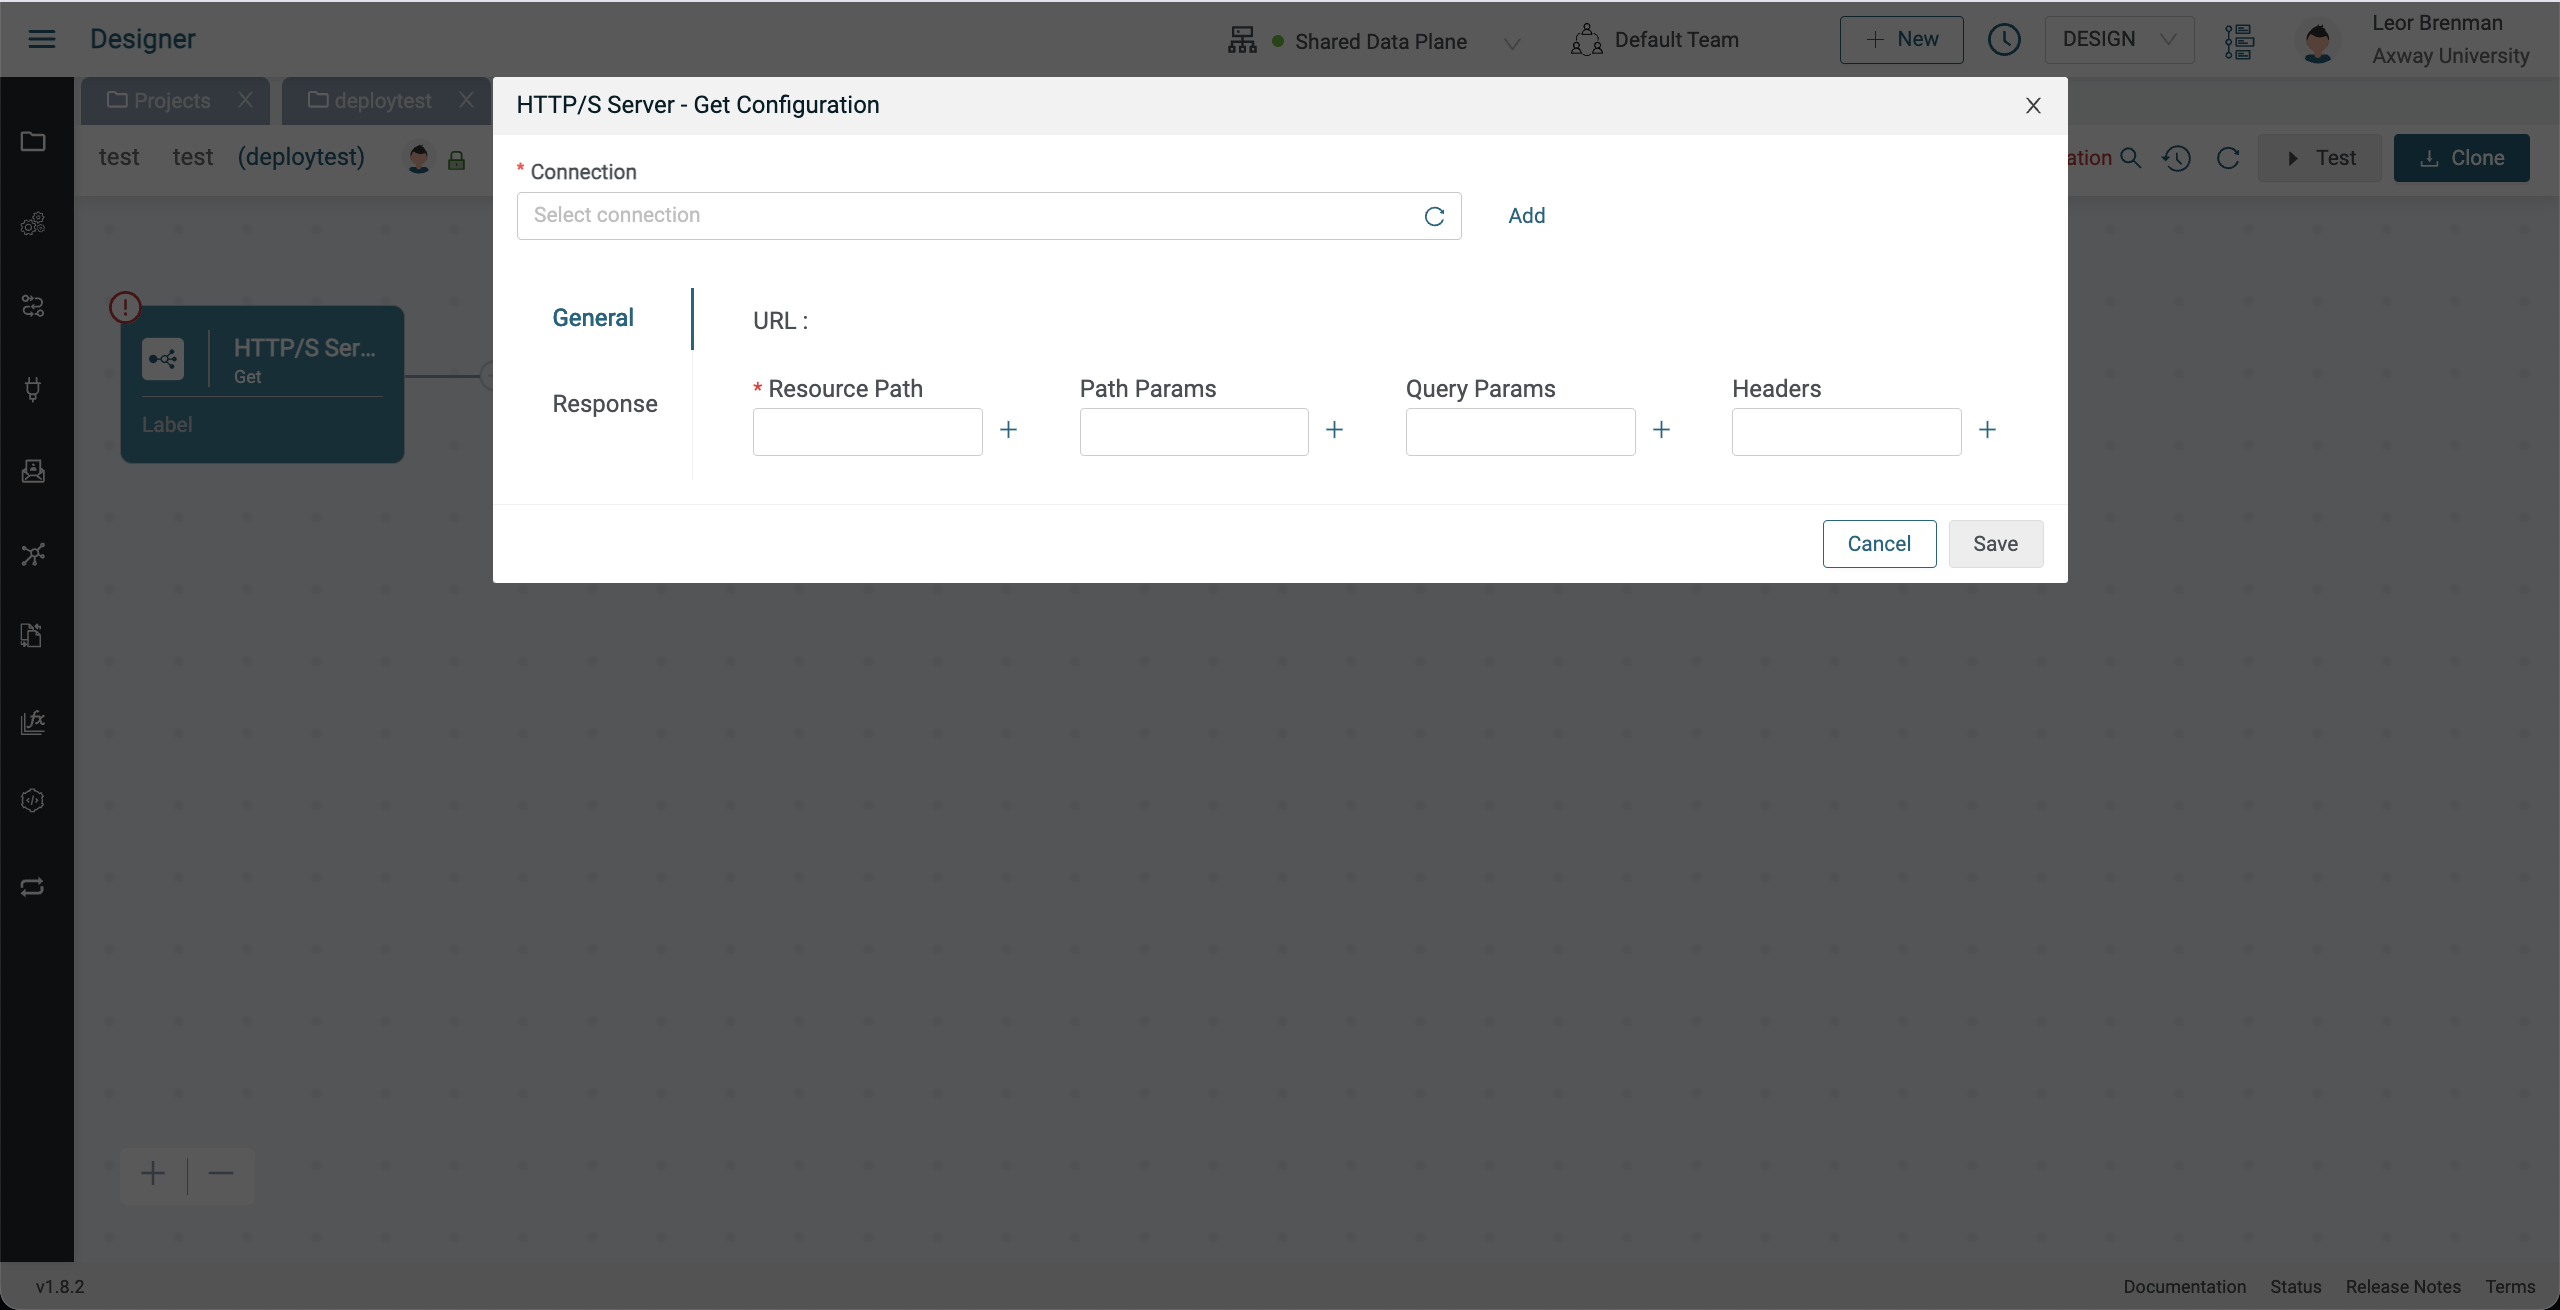 Designer
Shared Data Plane
Default Team
+ New
DESIGN
Leor Brenman
Axway University
Projects
deploytest
HTTP/S Server - Get Configuration
test test (deploytest)
ation
Test
Clone
* Connection
Select connection
Add
General
URL :
HTTP/S Ser...
Get
Label
* Resource Path
Path Params
Query Params
Headers
Response
Cancel
Save
v1.8.2
Documentation Status Release Notes Terms